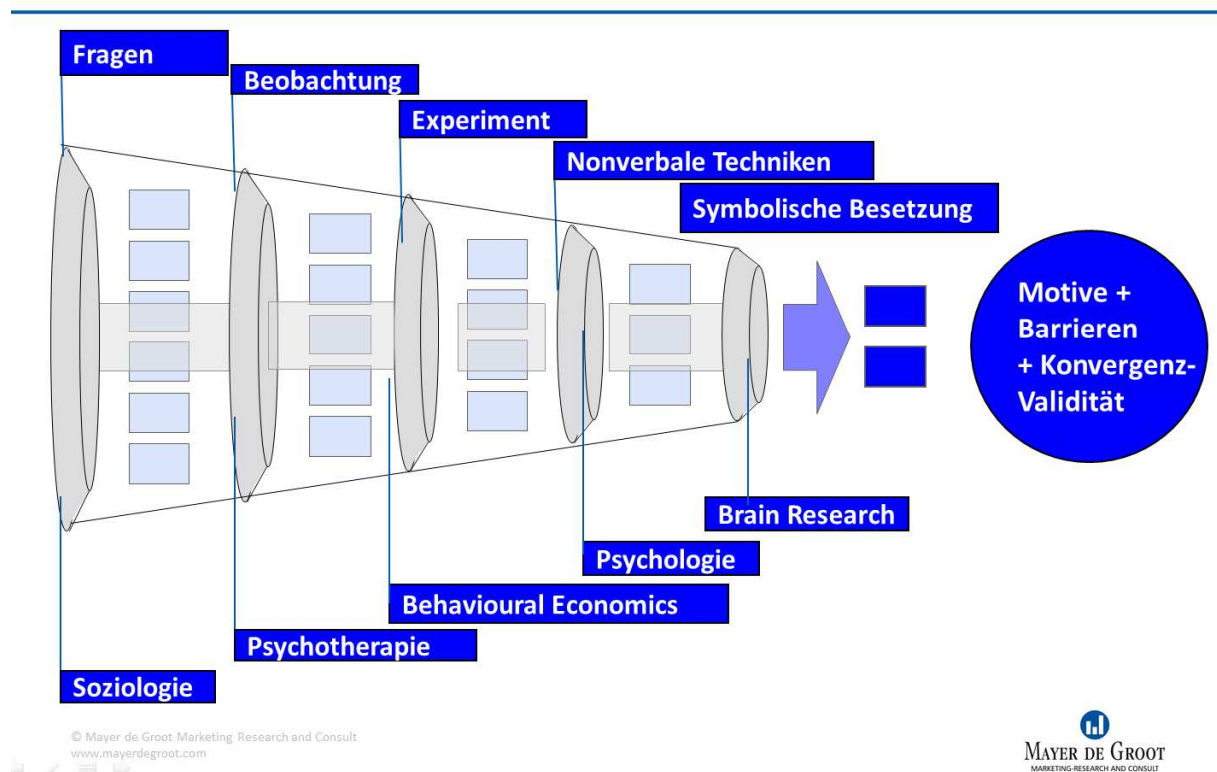 Fragen
Beobachtung
Experiment
Nonverbale Techniken
Symbolische Besetzung
Motive +
Barrieren
+ Konvergenz-
Validität
Brain Research
Psychologie
Behavioural Economics
Psychotherapie
Soziologie
© Mayer de Groot Marketing Research and Consult
www.mayerdegroot.com
MAYER DE GROOT
MARKETING-RESEARCH AND CONSULT